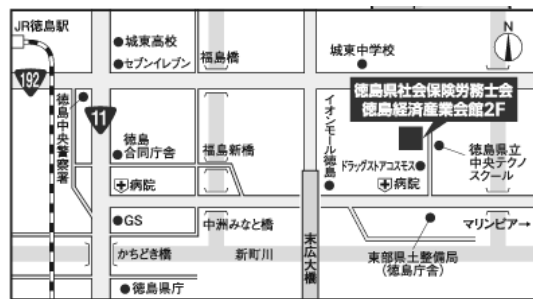 JR徳島駅
192
徳島中央警察署
11
城東高校
セブンイレブン
福島橋
城東中学校
N
徳島県社会保険労務士会
徳島経済産業会館2F
徳島
合同庁舎
福島新橋
イオンモール徳島
ドラッグストアコスモス
徳島県立
中央テクノ
スクール
病院
病院
GS
中洲みなと橋
末広大橋
マリンピア→
かちどき橋
新町川
東部県土整備局
(徳島庁舎)
徳島県庁